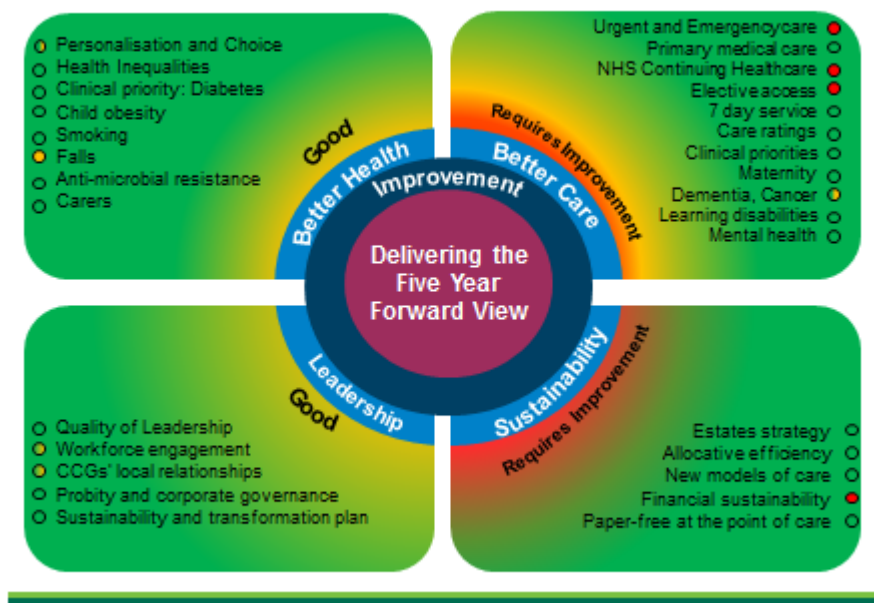 Personalisation and Choice
Health Inequalities
Clinical priority: Diabetes
Child obesity
Smoking
Falls
Anti-microbial resistance
Carers
Good
Better Health
Urgent and Emergencycare
Primary medical care
NHS Continuing Healthcare
Elective access
7 day service
Care ratings
Clinical priorities
Maternity
Dementia, Cancer
Learning disabilities
Mental health
Requires Improvement
Better Care
Improvement
Delivering the
Five Year
Forward View
Leadership
Good
Quality of Leadership
Workforce engagement
CCGs' local relationships
Probity and corporate governance
Sustainability and transformation plan
Sustainability
Requires Improvement
Estates strategy
Allocative efficiency
New models of care
Financial sustainability
Paper-free at the point of care